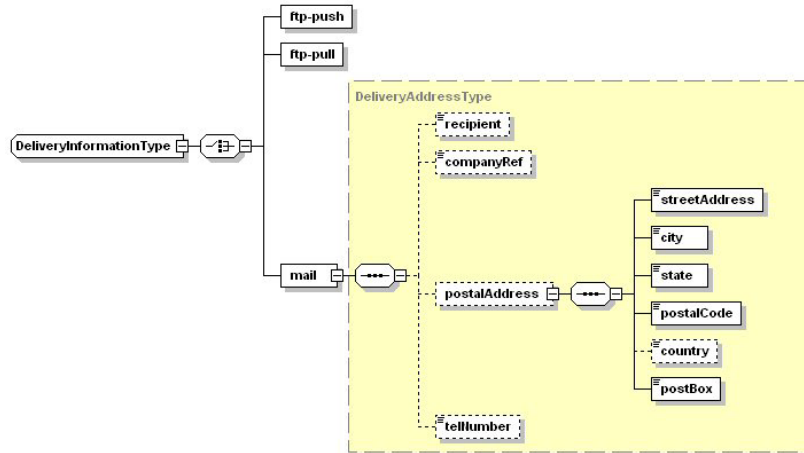 ftp-push
ftp-pull
DeliveryAddressType
recipient
DeliveryInformationType
companyRef
streetAddress
city
state
mail
postalAddress
postalCode
country
postBox
telNumber